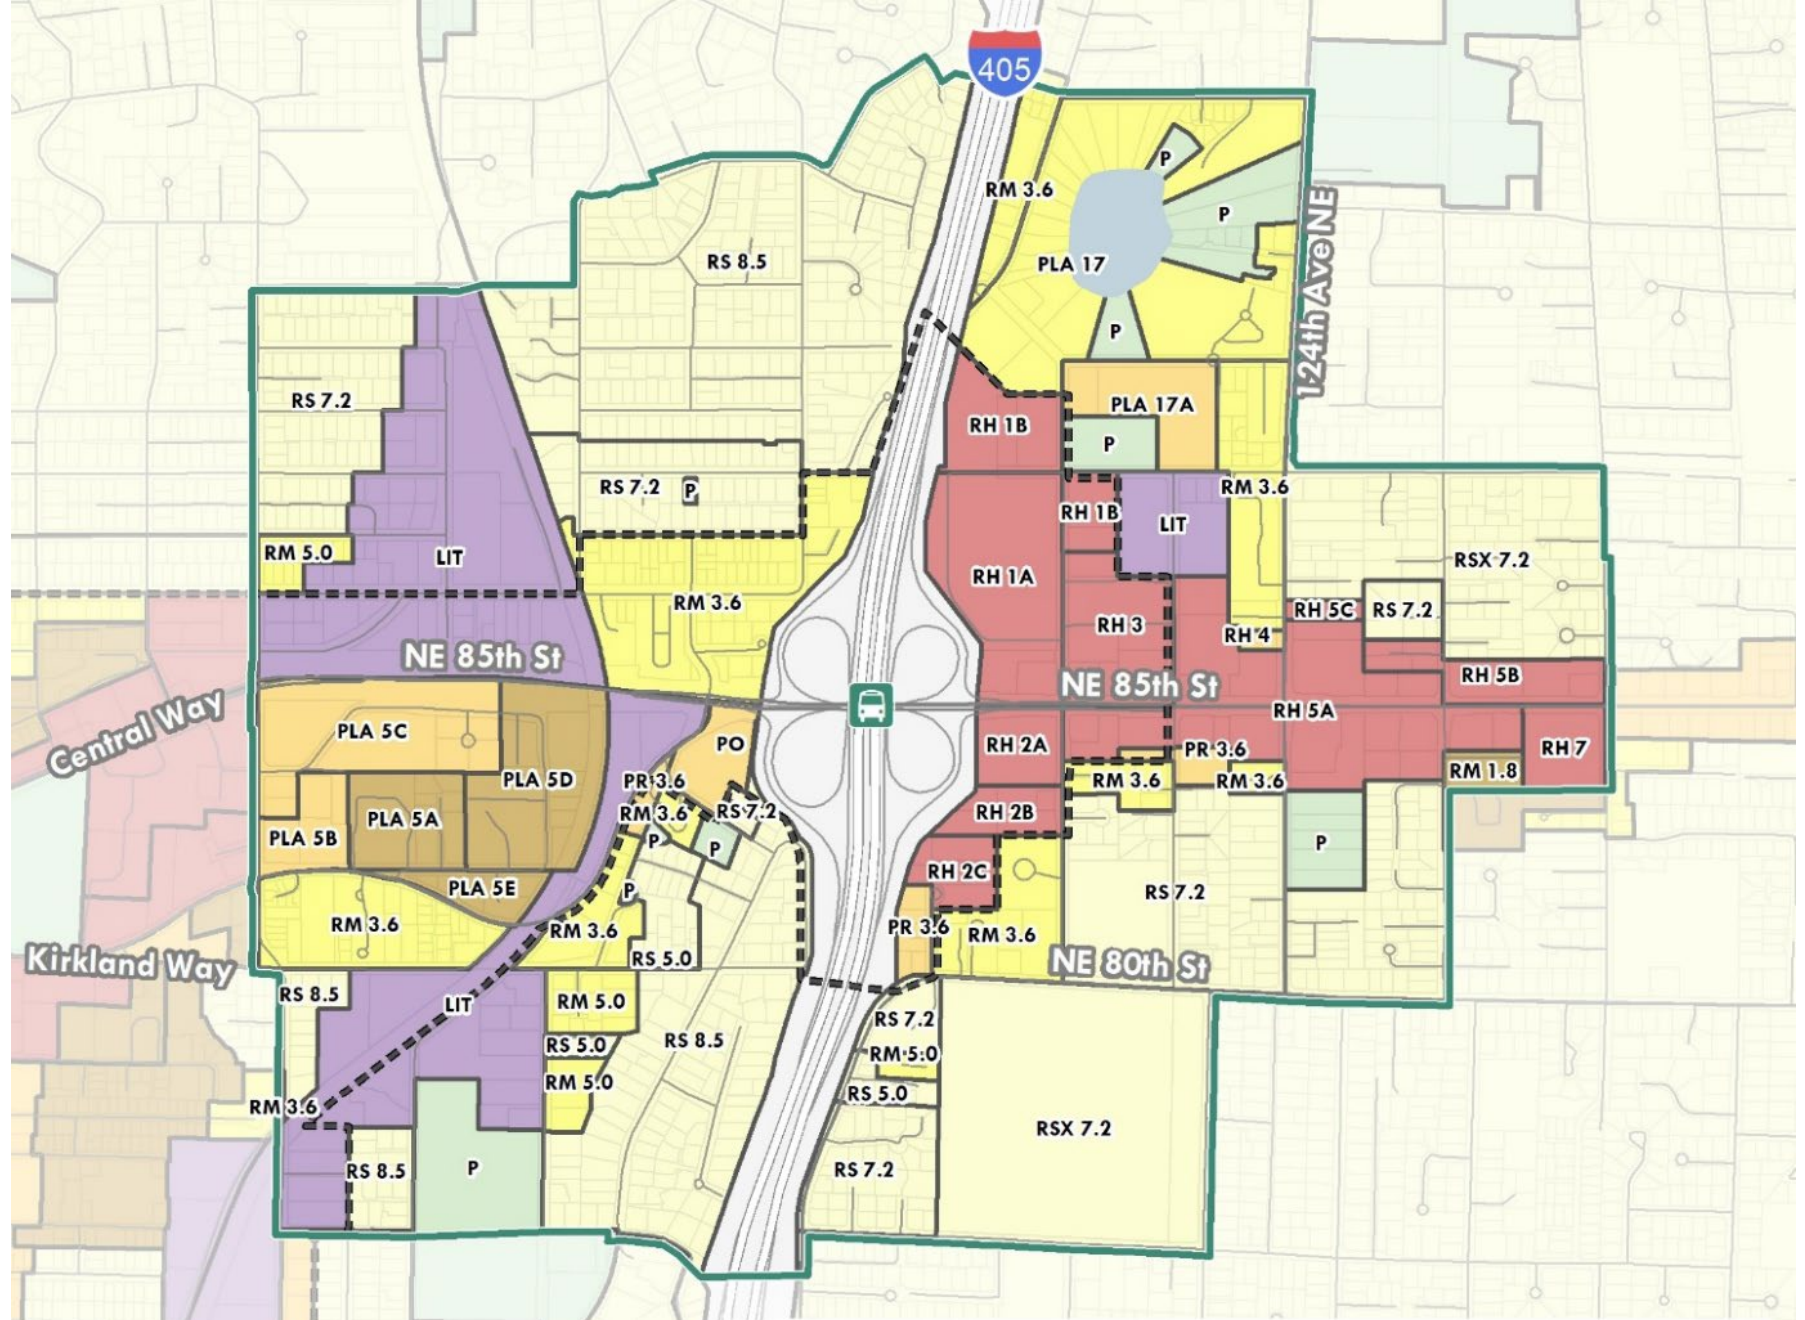 405
P
RM 3.6
P
124th Ave NE
RS 8.5
PLA 17
P
RS 7.2
PLA 17A
RH 1B
P
RS 7.2
P
RM 3.6
RH 1B
LIT
RM 5.0
LIT
RSX 7.2
RH 1A
RM 3.6
RH 5C
RS 7.2
RH 3
RH 4
NE 85th St
RH 5B
NE 85th St
RH 5A
Central Way
PLA 5C
PO
RH 2A
PR 3.6
RH 7
PLA 5D
PR 3.6
RM 3.6
RM 3.6
RM 1.8
RM 3.6
RS 7.2
RH 2B
PLA 5A
PLA 5B
P
P
P
RH 2C
PLA 5E
P
RS 7.2
RM 3.6
RM 3.6
PR 3.6
RM 3.6
RS 5.0
Kirkland Way
NE 80th St
RS 8.5
LIT
RM 5.0
RS 7.2
RS 5.0
RS 8.5
RM 5.0
RM 5.0
RS 5.0
RM 3.6
RSX 7.2
RS 8.5
P
RS 7.2